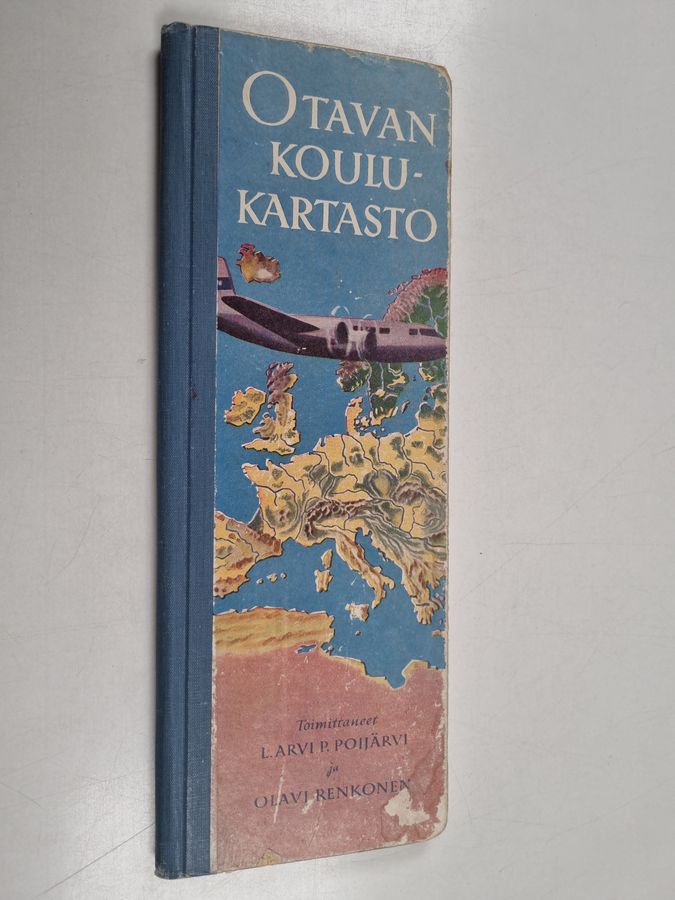 OTAVAN
KOULU-
KARTASTO
Toimittaneet
L. ARVI P. POIJÄRVI
ja
OLAVI RENKONEN